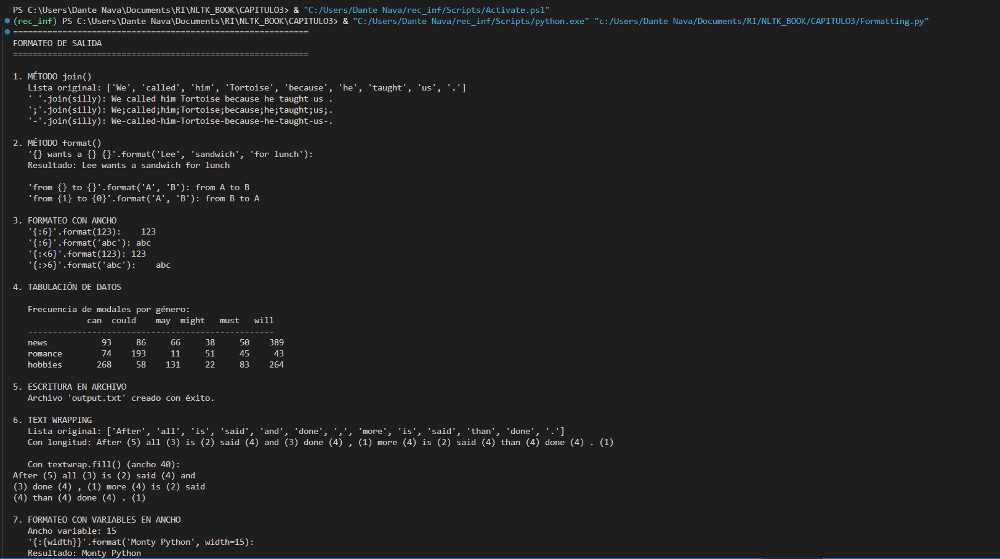 PS C:\Users\Dante Nava\Documents\RI\NLTK_BOOK\CAPITULO3> & "C:/Users/Dante Nava/rec_inf/Scripts/Activate.ps1"
(rec_inf) PS C:\Users\Dante Nava\Documents\RI\NLTK_BOOK\CAPITULO3> & "C:/Users/Dante Nava/rec_inf/Scripts/python.exe" "c:/Users/Dante Nava/Documents/RI/NLTK_BOOK/CAPITULO3/Formatting.py"
============================================================
FORMATEO DE SALIDA
============================================================

1. MÉTODO join()
   Lista original: ['We', 'called', 'him', 'Tortoise', 'because', 'he', 'taught', 'us', '.']
   ' '.join(silly): We called him Tortoise because he taught us .
   ';'.join(silly): We;called;him;Tortoise;because;he;taught;us;.
   '-'.join(silly): We-called-him-Tortoise-because-he-taught-us-.

2. MÉTODO format()
   '{} wants a {} {}'.format('Lee', 'sandwich', 'for lunch'):
   Resultado: Lee wants a sandwich for lunch

   'from {} to {}'.format('A', 'B'): from A to B
   'from {1} to {0}'.format('A', 'B'): from B to A

3. FORMATEO CON ANCHO
   '{:6}'.format(123):    123
   '{:6}'.format('abc'): abc
   '{:<6}'.format(123): 123
   '{:>6}'.format('abc'):    abc

4. TABULACIÓN DE DATOS

   Frecuencia de modales por género:
               can  could    may  might   must   will
   --------------------------------------------------
   news           93     86     66     38     50    389
   romance        74    193     11     51     45     43
   hobbies       268     58    131     22     83    264

5. ESCRITURA EN ARCHIVO
   Archivo 'output.txt' creado con éxito.

6. TEXT WRAPPING
   Lista original: ['After', 'all', 'is', 'said', 'and', 'done', ',', 'more', 'is', 'said', 'than', 'done', '.']
   Con longitud: After (5) all (3) is (2) said (4) and (3) done (4) , (1) more (4) is (2) said (4) than (4) done (4) . (1)

   Con textwrap.fill() (ancho 40):
After (5) all (3) is (2) said (4) and
(3) done (4) , (1) more (4) is (2) said
(4) than (4) done (4) . (1)

7. FORMATEO CON VARIABLES EN ANCHO
   Ancho variable: 15
   '{:{width}}'.format('Monty Python', width=15):
   Resultado: Monty Python